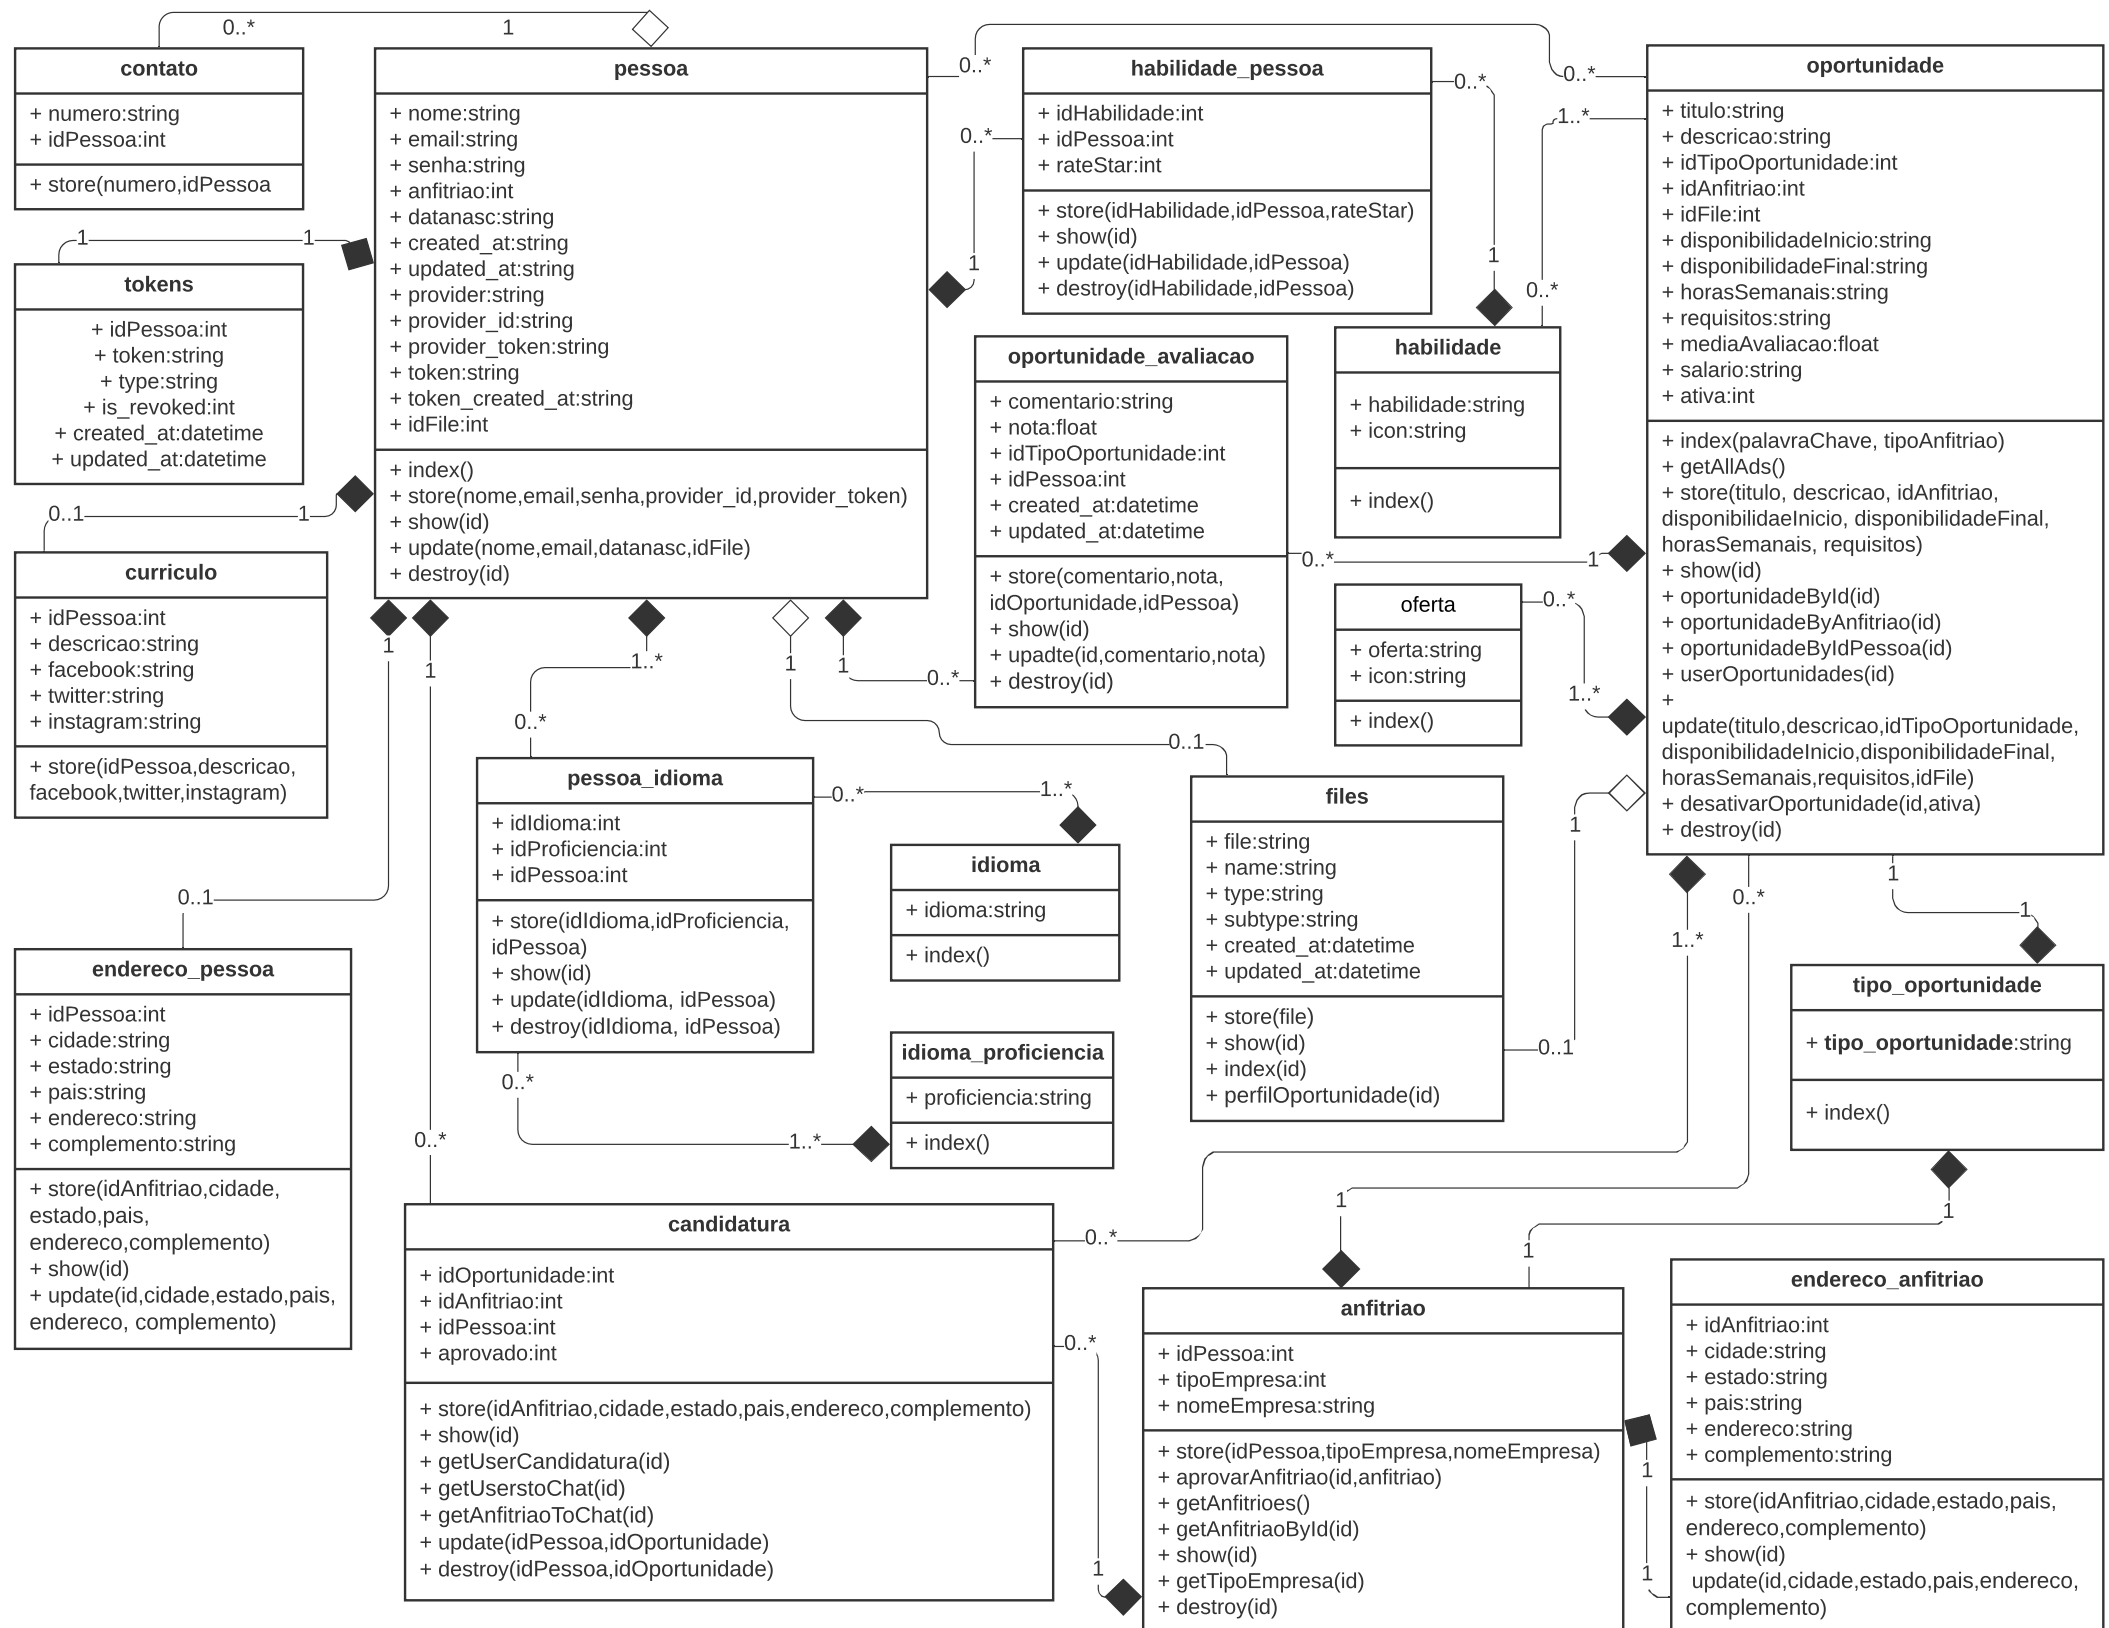 0..*
1
contato
+ numero:string
+ idPessoa:int
+ store(numero,idPessoa
1
1
tokens
+ idPessoa:int
+ token:string
+ type:string
+ is_revoked:int
+ created_at:datetime
+ updated_at:datetime
0..1
1
curriculo
+ idPessoa:int
+ descricao:string
+ facebook:string
+ twitter:string
+ instagram:string
+ store(idPessoa,descricao,
facebook,twitter,instagram)
0..1
1
endereco_pessoa
+ idPessoa:int
+ cidade:string
+ estado:string
+ pais:string
+ endereco:string
+ complemento:string
+ store(idAnfitriao,cidade,
estado,pais,
endereco,complemento)
+ show(id)
+ update(id,cidade,estado,pais,
endereco, complemento)
pessoa
+ nome:string
+ email:string
+ senha:string
+ anfitriao:int
+ datanasc:string
+ created_at:string
+ updated_at:string
+ provider:string
+ provider_id:string
+ provider_token:string
+ token:string
+ token_created_at:string
+ idFile:int
+ index()
+ store(nome,email,senha,provider_id,provider_token)
+ show(id)
+ update(nome,email,datanasc,idFile)
+ destroy(id)
0..*
0..*
0..*
1
1
0..*
1..*
0..*
1
0..1
1
0..*
habilidade_pessoa
+ idHabilidade:int
+ idPessoa:int
+ rateStar:int
+ store(idHabilidade,idPessoa,rateStar)
+ show(id)
+ update(idHabilidade,idPessoa)
+ destroy(idHabilidade,idPessoa)
0..*
1
1..*
0..*
habilidade
+ habilidade:string
+ icon:string
+ index()
oportunidade_avaliacao
+ comentario:string
+ nota:float
+ idTipoOportunidade:int
+ idPessoa:int
+ created_at:datetime
+ updated_at:datetime
+ store(comentario,nota,
idOportunidade,idPessoa)
+ show(id)
+ upadte(id,comentario,nota)
+ destroy(id)
0..*
1
oferta
+ oferta:string
+ icon:string
+ index()
0..*
1..*
oportunidade
+ titulo:string
+ descricao:string
+ idTipoOportunidade:int
+ idAnfitriao:int
+ idFile:int
+ disponibilidadeInicio:string
+ disponibilidadeFinal:string
+ horasSemanais:string
+ requisitos:string
+ mediaAvaliacao:float
+ salario:string
+ ativa:int
+ index(palavraChave, tipoAnfitriao)
+ getAllAds()
+ store(titulo, descricao, idAnfitriao,
disponibilidaeInicio, disponibilidadeFinal,
horasSemanais, requisitos)
+ show(id)
+ oportunidadeById(id)
+ oportunidadeByAnfitriao(id)
+ oportunidadeByIdPessoa(id)
+ userOportunidades(id)
+
update(titulo,descricao,idTipoOportunidade,
disponibilidadeInicio,disponibilidadeFinal,
horasSemanais,requisitos,idFile)
+ desativarOportunidade(id,ativa)
+ destroy(id)
pessoa_idioma
+ idIdioma:int
+ idProficiencia:int
+ idPessoa:int
+ store(idIdioma,idProficiencia,
idPessoa)
+ show(id)
+ update(idIdioma, idPessoa)
+ destroy(idIdioma, idPessoa)
0..*
1..*
idioma
+ idioma:string
+ index()
0..*
1..*
idioma_proficiencia
+ proficiencia:string
+ index()
files
+ file:string
+ name:string
+ type:string
+ subtype:string
+ created_at:datetime
+ updated_at:datetime
+ store(file)
+ show(id)
+ index(id)
+ perfilOportunidade(id)
1
0..1
1..*
0..*
0..*
1
1
1
tipo_oportunidade
+ tipo_oportunidade:string
+ index()
1
1
candidatura
+ idOportunidade:int
+ idAnfitriao:int
+ idPessoa:int
+ aprovado:int
+ store(idAnfitriao,cidade,estado,pais,endereco,complemento)
+ show(id)
+ getUserCandidatura(id)
+ getUserstoChat(id)
+ getAnfitriaoToChat(id)
+ update(idPessoa,idOportunidade)
+ destroy(idPessoa,idOportunidade)
0..*
1
anfitriao
+ idPessoa:int
+ tipoEmpresa:int
+ nomeEmpresa:string
+ store(idPessoa,tipoEmpresa,nomeEmpresa)
+ aprovarAnfitriao(id,anfitriao)
+ getAnfitrioes()
+ getAnfitriaoById(id)
+ show(id)
+ getTipoEmpresa(id)
+ destroy(id)
1
1
endereco_anfitriao
+ idAnfitriao:int
+ cidade:string
+ estado:string
+ pais:string
+ endereco:string
+ complemento:string
+ store(idAnfitriao,cidade,estado,pais,
endereco,complemento)
+ show(id)
update(id,cidade,estado,pais,endereco,
complemento)